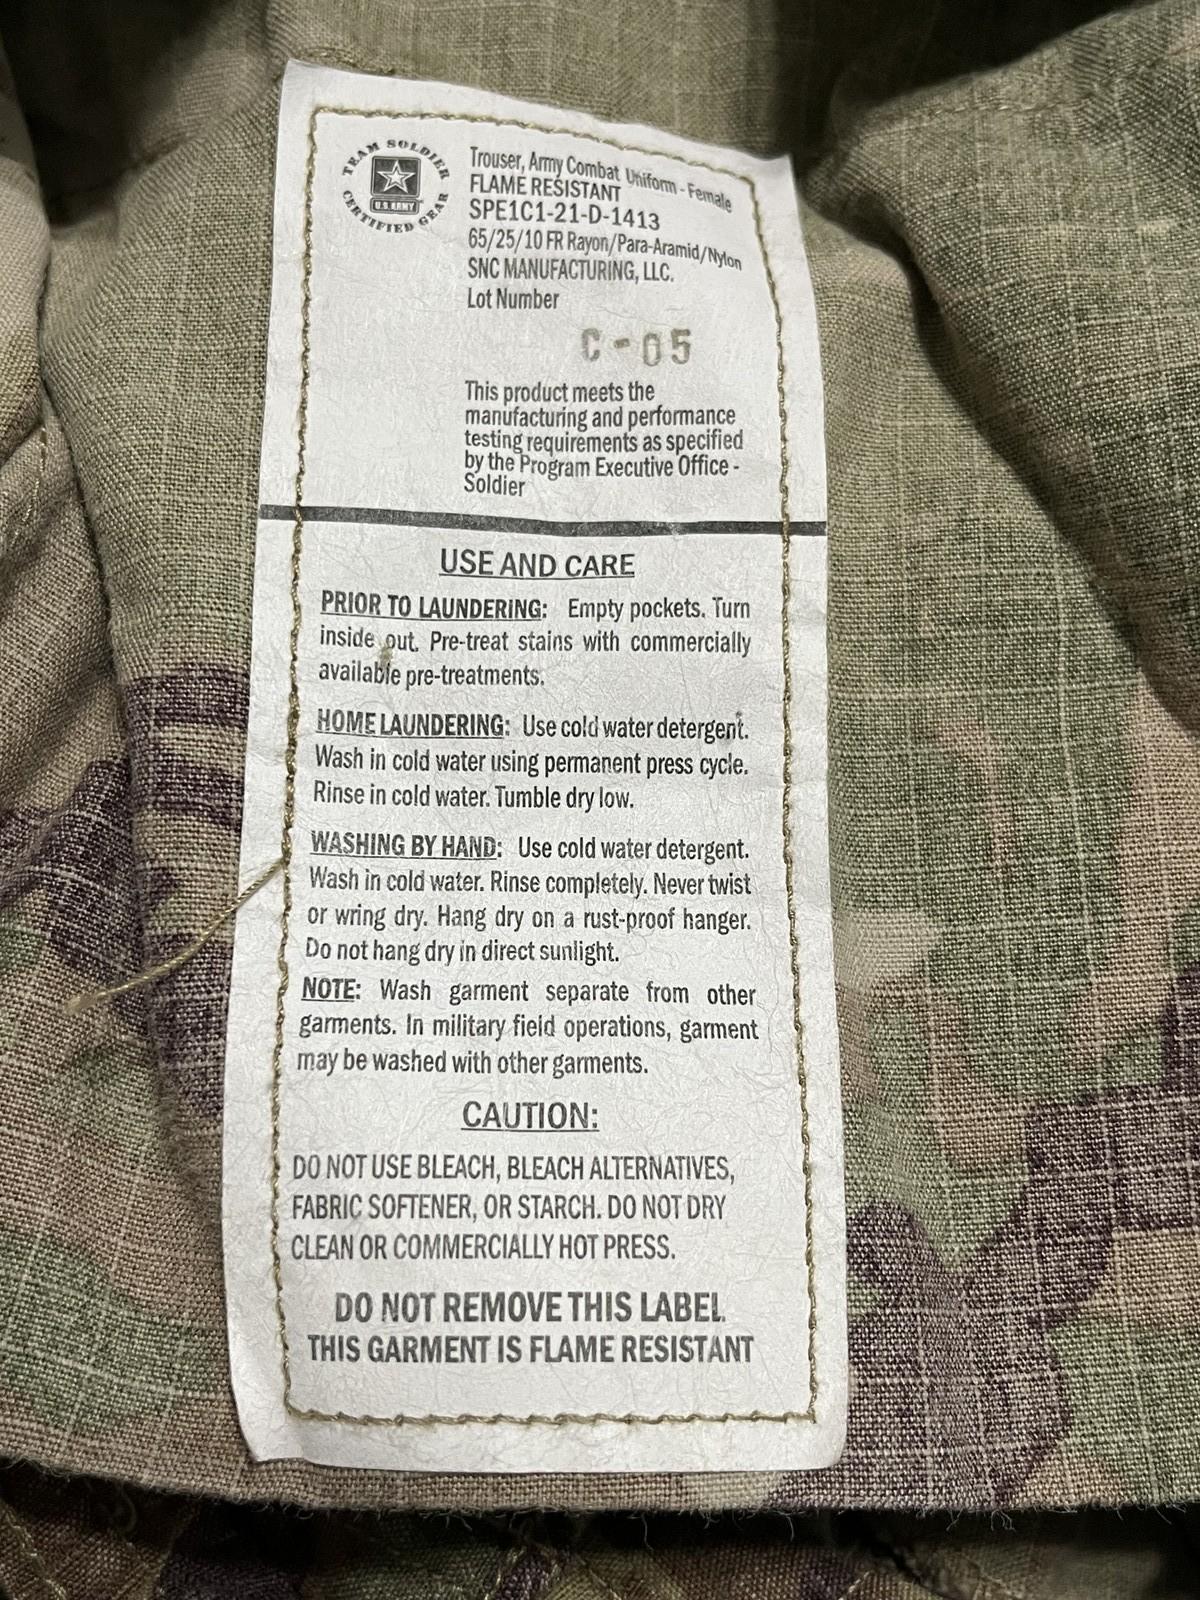 TEAM SOLDIER
U.S. ARMY
CERTIFIED GEAR
Trouser, Army Combat Uniform - Female
FLAME RESISTANT
SPE1C1-21-D-1413
65/25/10 FR Rayon/Para-Aramid/Nylon
SNC MANUFACTURING, LLC.
Lot Number
C-05
This product meets the
manufacturing and performance
testing requirements as specified
by the Program Executive Office -
Soldier
USE AND CARE
PRIOR TO LAUNDERING: Empty pockets. Turn
inside out. Pre-treat stains with commercially
available pre-treatments.
HOME LAUNDERING: Use cold water detergent.
Wash in cold water using permanent press cycle.
Rinse in cold water. Tumble dry low.
WASHING BY HAND: Use cold water detergent.
Wash in cold water. Rinse completely. Never twist
or wring dry. Hang dry on a rust-proof hanger.
Do not hang dry in direct sunlight.
NOTE: Wash garment separate from other
garments. In military field operations, garment
may be washed with other garments.
CAUTION:
DO NOT USE BLEACH, BLEACH ALTERNATIVES,
FABRIC SOFTENER, OR STARCH. DO NOT DRY
CLEAN OR COMMERCIALLY HOT PRESS.
DO NOT REMOVE THIS LABEL.
THIS GARMENT IS FLAME RESISTANT